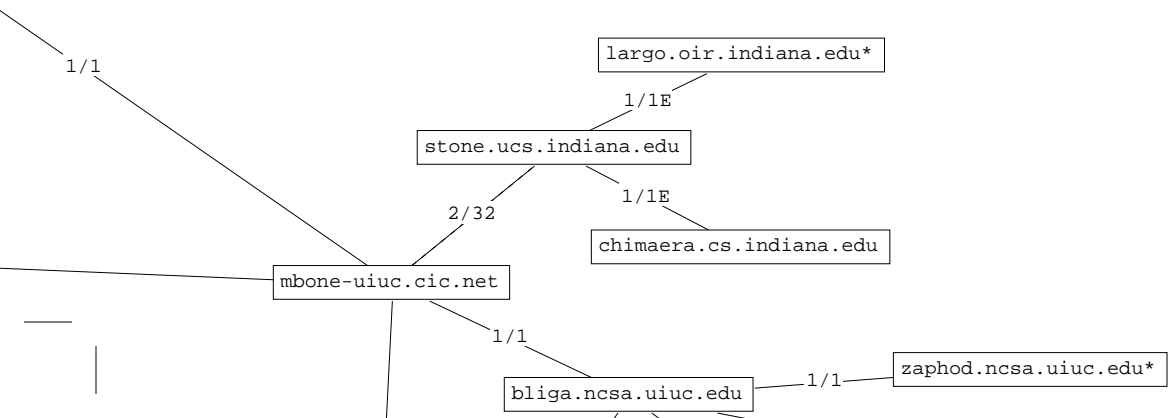 largo.oir.indiana.edu*
1/1
1/1E
stone.ucs.indiana.edu
1/1E
2/32
chimaera.cs.indiana.edu
mbone-uiuc.cic.net
1/1
zaphod.ncsa.uiuc.edu*
1/1
bliga.ncsa.uiuc.edu